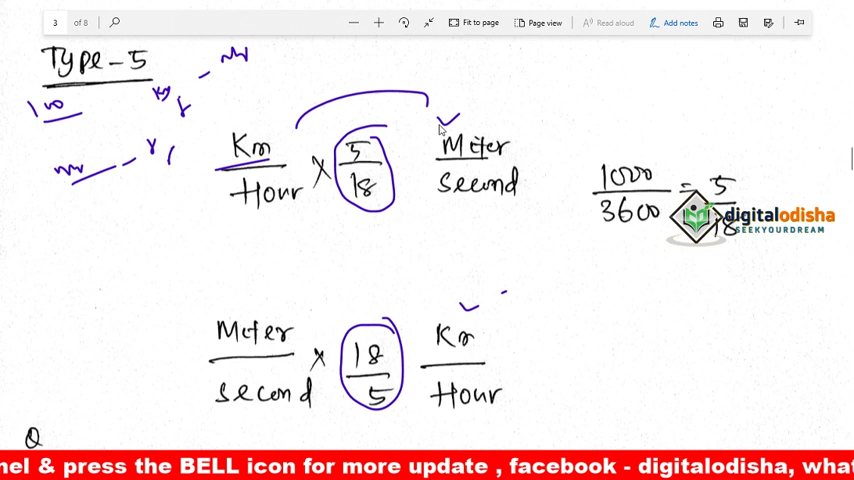 3 of 8
Fit to page
Page view
Read aloud
Add notes
Type-5
100
Km
Hour
× 5
18
Meter
second
1000
3600
= 5
18
digitalodisha
SEEKYOURDREAM
Meter
second
× 18
5
Km
Hour
Q
nel & press the BELL icon for more update , facebook - digitalodisha, wha